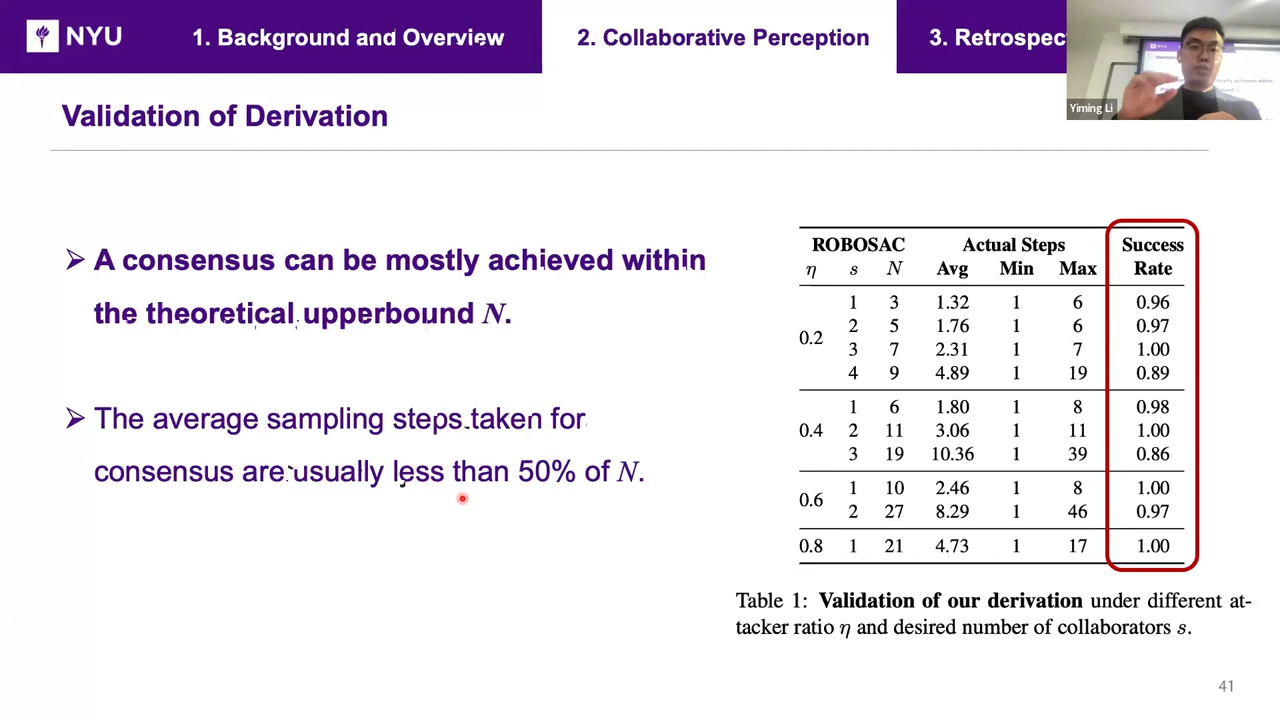 NYU
1. Background and Overview
2. Collaborative Perception
3. Retrospec
Yiming Li
Validation of Derivation
➢ A consensus can be mostly achieved within
the theoretical upperbound N.
➢ The average sampling steps taken for
consensus are usually less than 50% of N.
ROBOSAC Actual Steps Success
η s N Avg Min Max Rate
1 3 1.32 1 6 0.96
2 5 1.76 1 6 0.97
0.2
3 7 2.31 1 7 1.00
4 9 4.89 1 19 0.89
1 6 1.80 1 8 0.98
0.4 2 11 3.06 1 11 1.00
3 19 10.36 1 39 0.86
0.6
1 10 2.46 1 8 1.00
2 27 8.29 1 46 0.97
0.8 1 21 4.73 1 17 1.00
Table 1: Validation of our derivation under different at-
tacker ratio η and desired number of collaborators s.
41